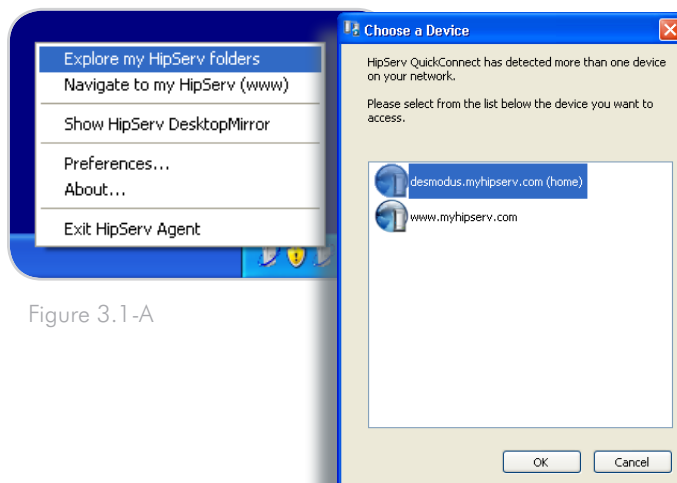 Explore my HipServ folders
Navigate to my HipServ (www)
Show HipServ DesktopMirror
Preferences...
About...
Exit HipServ Agent
Figure 3.1-A
Choose a Device
HipServ QuickConnect has detected more than one device
on your network.
Please select from the list below the device you want to
access.
desmodus.myhipserv.com (home)
www.myhipserv.com
OK
Cancel